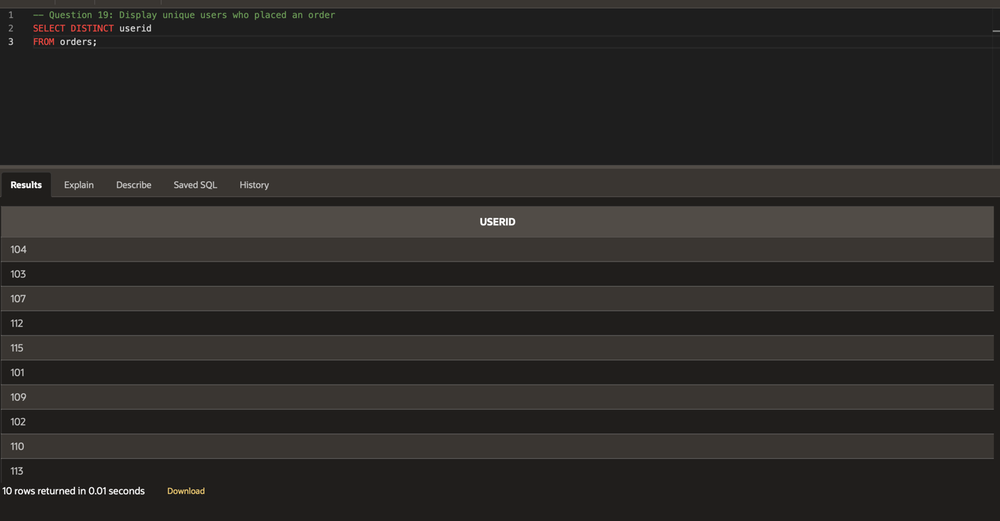 1 -- Question 19: Display unique users who placed an order
2 SELECT DISTINCT userid
3 FROM orders;
Results Explain Describe Saved SQL History
USERID
104
103
107
112
115
101
109
102
110
113
10 rows returned in 0.01 seconds Download